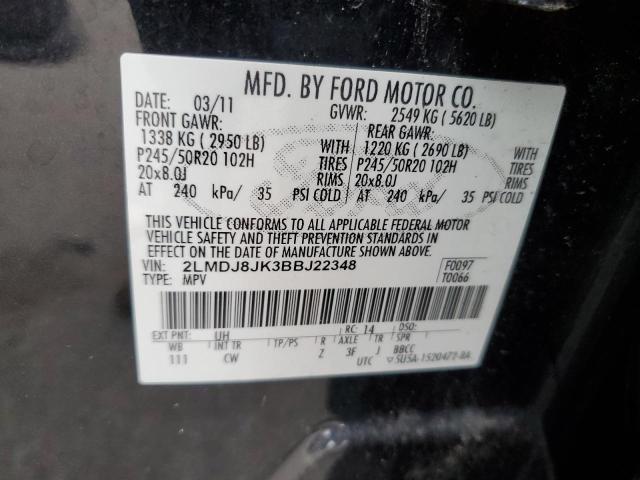 MFD. BY FORD MOTOR CO.
DATE: 03/11 GVWR: 2549 KG (5620 LB)
FRONT GAWR: REAR GAWR:
1338 KG (2950 LB) WITH 1220 KG (2690 LB) WITH
P245/50R20 102H TIRES P245/50R20 102H TIRES
20x8.0J RIMS 20x8.0J RIMS
AT 240 kPa/ 35 PSI COLD AT 240 kPa/ 35 PSI COLD
THIS VEHICLE CONFORMS TO ALL APPLICABLE FEDERAL MOTOR
VEHICLE SAFETY AND THEFT PREVENTION STANDARDS IN
EFFECT ON THE DATE OF MANUFACTURE SHOWN ABOVE.
VIN: 2LMDJ8JK3BBJ22348 F0097
TYPE: MPV T0066
EXT PNT: UH RC: 14 DSO:
WB INT TR TP/PS R AXLE TR SPR
111 CW Z 3F J BBCC
UTC